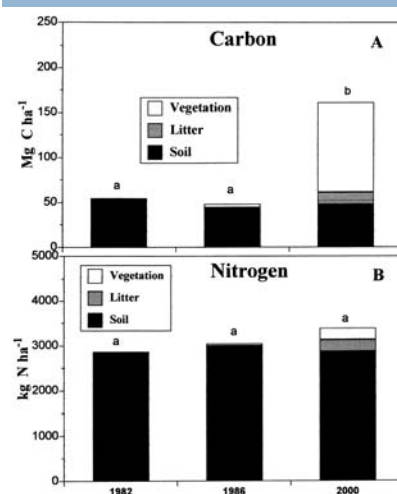 Carbon
A
250
200
150
100
50
0
Mg C ha-1
Vegetation
Litter
Soil
a
a
b
Nitrogen
B
5000
4000
3000
2000
1000
0
kg N ha-1
Vegetation
Litter
Soil
a
a
a
1982
1986
2000